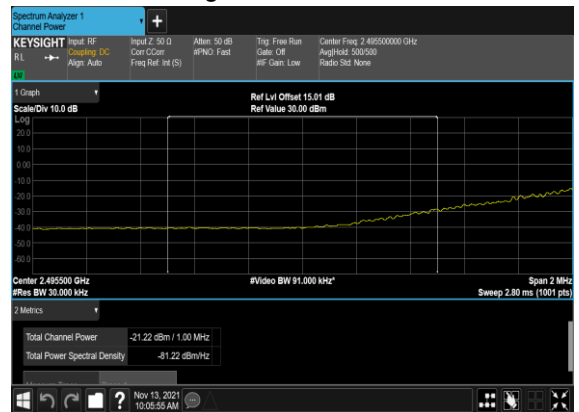 Spectrum Analyzer 1
Channel Power
KEYSIGHT
RL
LW
Input: RF
Coupling: DC
Align: Auto
Input Z: 50 Ω
Corr CCorr
Freq Ref: Int (S)
Atten: 50 dB
#PNO: Fast
Trig: Free Run
Gate: Off
#IF Gain: Low
Center Freq: 2.495500000 GHz
Avg|Hold: 500/500
Radio Std: None
1 Graph
Scale/Div 10.0 dB
Ref Lvl Offset 15.01 dB
Ref Value 30.00 dBm
Log
20.0
10.0
0.00
-10.0
-20.0
-30.0
-40.0
-50.0
-60.0
Center 2.495500 GHz
#Res BW 30.000 kHz
#Video BW 91.000 kHz*
Span 2 MHz
Sweep 2.80 ms (1001 pts)
2 Metrics
Total Channel Power -21.22 dBm / 1.00 MHz
Total Power Spectral Density -81.22 dBm/Hz
?
Nov 13, 2021
10:05:55 AM